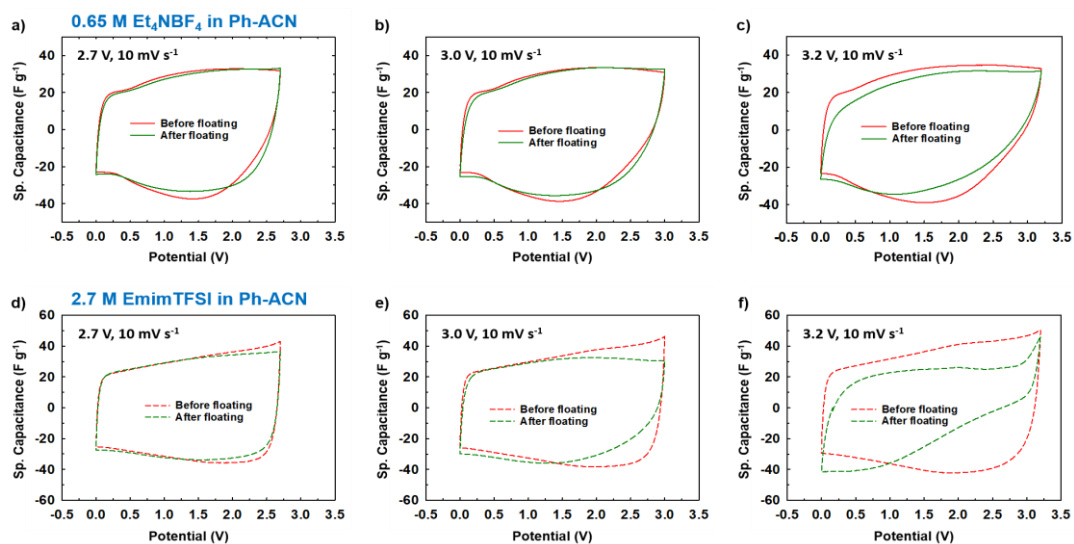 0.65 M Et₄NBF₄ in Ph-ACN
a)
2.7 V, 10 mV s⁻¹
Before floating
After floating
Sp. Capacitance (F g⁻¹)
60
40
20
0
-20
-40
-0.5 0.0 0.5 1.0 1.5 2.0 2.5 3.0 3.5
Potential (V)
b)
3.0 V, 10 mV s⁻¹
Before floating
After floating
Sp. Capacitance (F g⁻¹)
60
40
20
0
-20
-40
-0.5 0.0 0.5 1.0 1.5 2.0 2.5 3.0 3.5
Potential (V)
c)
3.2 V, 10 mV s⁻¹
Before floating
After floating
Sp. Capacitance (F g⁻¹)
60
40
20
0
-20
-40
-0.5 0.0 0.5 1.0 1.5 2.0 2.5 3.0 3.5
Potential (V)
2.7 M EmimTFSI in Ph-ACN
d)
2.7 V, 10 mV s⁻¹
Before floating
After floating
Sp. Capacitance (F g⁻¹)
60
40
20
0
-20
-40
-60
-0.5 0.0 0.5 1.0 1.5 2.0 2.5 3.0 3.5
Potential (V)
e)
3.0 V, 10 mV s⁻¹
Before floating
After floating
Sp. Capacitance (F g⁻¹)
60
40
20
0
-20
-40
-60
-0.5 0.0 0.5 1.0 1.5 2.0 2.5 3.0 3.5
Potential (V)
f)
3.2 V, 10 mV s⁻¹
Before floating
After floating
Sp. Capacitance (F g⁻¹)
60
40
20
0
-20
-40
-60
-0.5 0.0 0.5 1.0 1.5 2.0 2.5 3.0 3.5
Potential (V)